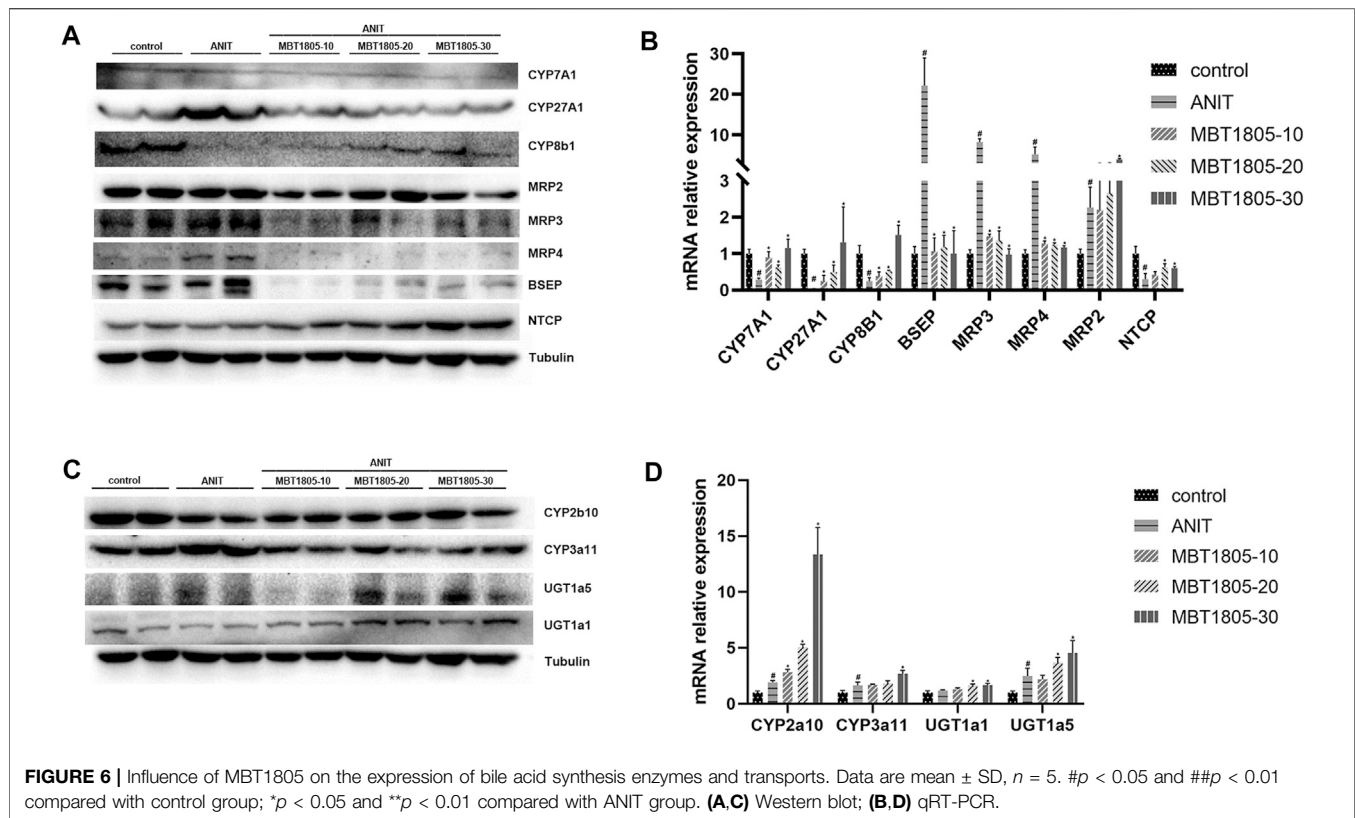 A
ANIT
control ANIT MBT1805-10 MBT1805-20 MBT1805-30
CYP7A1
CYP27A1
CYP8b1
MRP2
MRP3
MRP4
BSEP
NTCP
Tubulin
B
mRNA relative expression
30
20
10
3
2
1
0
# # # # # # # #
* * * * * * * * * * * * * * * * * * * * * *
CYP7A1 CYP27A1 CYP8B1 BSEP MRP3 MRP4 MRP2 NTCP
control
ANIT
MBT1805-10
MBT1805-20
MBT1805-30
C
ANIT
control ANIT MBT1805-10 MBT1805-20 MBT1805-30
CYP2b10
CYP3a11
UGT1a5
UGT1a1
Tubulin
D
mRNA relative expression
20
15
10
5
0
# * * * # * * * # * *
CYP2a10 CYP3a11 UGT1a1 UGT1a5
control
ANIT
MBT1805-10
MBT1805-20
MBT1805-30
FIGURE 6 | Influence of MBT1805 on the expression of bile acid synthesis enzymes and transports. Data are mean ± SD, n = 5. #p < 0.05 and ##p < 0.01
compared with control group; *p < 0.05 and **p < 0.01 compared with ANIT group. (A,C) Western blot; (B,D) qRT-PCR.